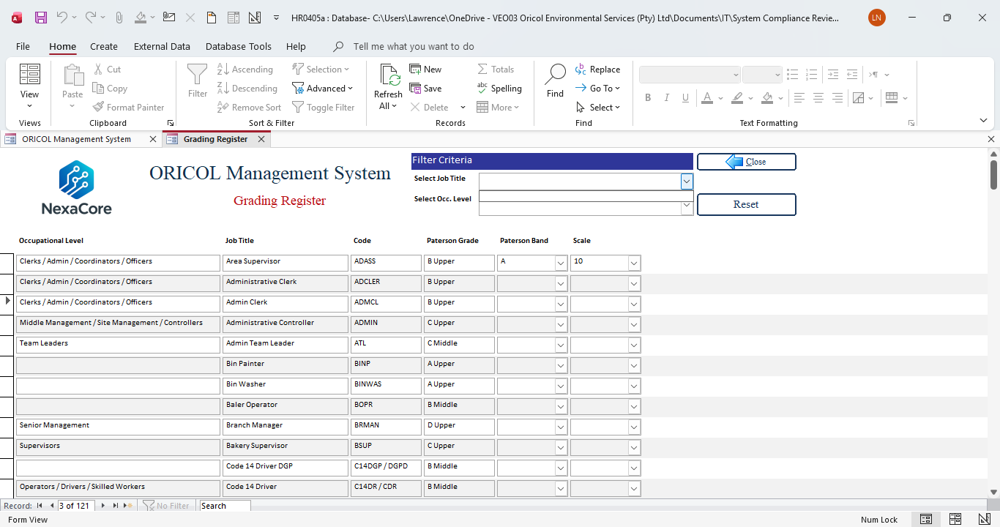 HR0405a : Database- C:\Users\Lawrence\OneDrive - VEO03 Oricol Environmental Services (Pty) Ltd\Documents\IT\System Compliance Revie...
LN
File Home Create External Data Database Tools Help Tell me what you want to do
View
Views
Paste
Cut
Copy
Format Painter
Clipboard
Filter
Ascending
Descending
Remove Sort
Selection
Advanced
Toggle Filter
Sort & Filter
Refresh
All
New
Save
Delete
Totals
Spelling
More
Records
Find
Replace
Go To
Select
Find
B I U A
Text Formatting
ORICOL Management System
Grading Register
NexaCore
ORICOL Management System
Grading Register
Filter Criteria
Select Job Title
Select Occ. Level
Close
Reset
Occupational Level Job Title Code Paterson Grade Paterson Band Scale
Clerks / Admin / Coordinators / Officers Area Supervisor ADASS B Upper A 10
Clerks / Admin / Coordinators / Officers Administrative Clerk ADCLER B Upper
Clerks / Admin / Coordinators / Officers Admin Clerk ADMCL B Upper
Middle Management / Site Management / Controllers Administrative Controller ADMIN C Upper
Team Leaders Admin Team Leader ATL C Middle
Bin Painter BINP A Upper
Bin Washer BINWAS A Upper
Baler Operator BOPR B Middle
Senior Management Branch Manager BRMAN D Upper
Supervisors Bakery Supervisor BSUP C Upper
Code 14 Driver DGP C14DGP / DGPD B Middle
Operators / Drivers / Skilled Workers Code 14 Driver C14DR / CDR B Middle
Record: 3 of 121 No Filter Search
Form View Num Lock